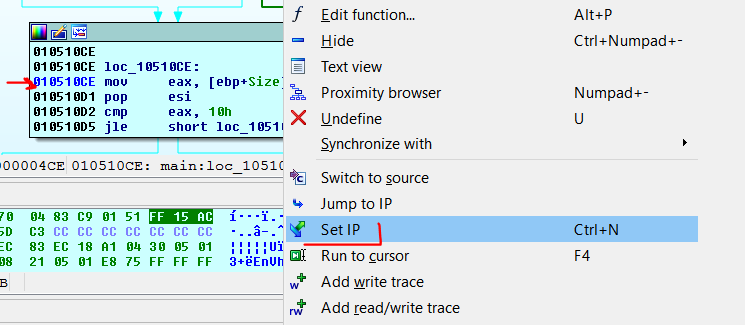 010510CE
010510CE loc_10510CE:
010510CE mov eax, [ebp+Size]
010510D1 pop esi
010510D2 cmp eax, 10h
010510D5 jle short loc_1051
000004CE 010510CE: main:loc_10510
70 04 83 C9 01 51 FF 15 AC
5D C3 CC CC CC CC CC CC CC
EC 83 EC 18 A1 04 30 05 01
08 21 05 01 E8 75 FF FF FF
B
Edit function... Alt+P
Hide Ctrl+Numpad+-
Text view
Proximity browser Numpad+-
Undefine U
Synchronize with
Switch to source
Jump to IP
Set IP Ctrl+N
Run to cursor F4
Add write trace
Add read/write trace